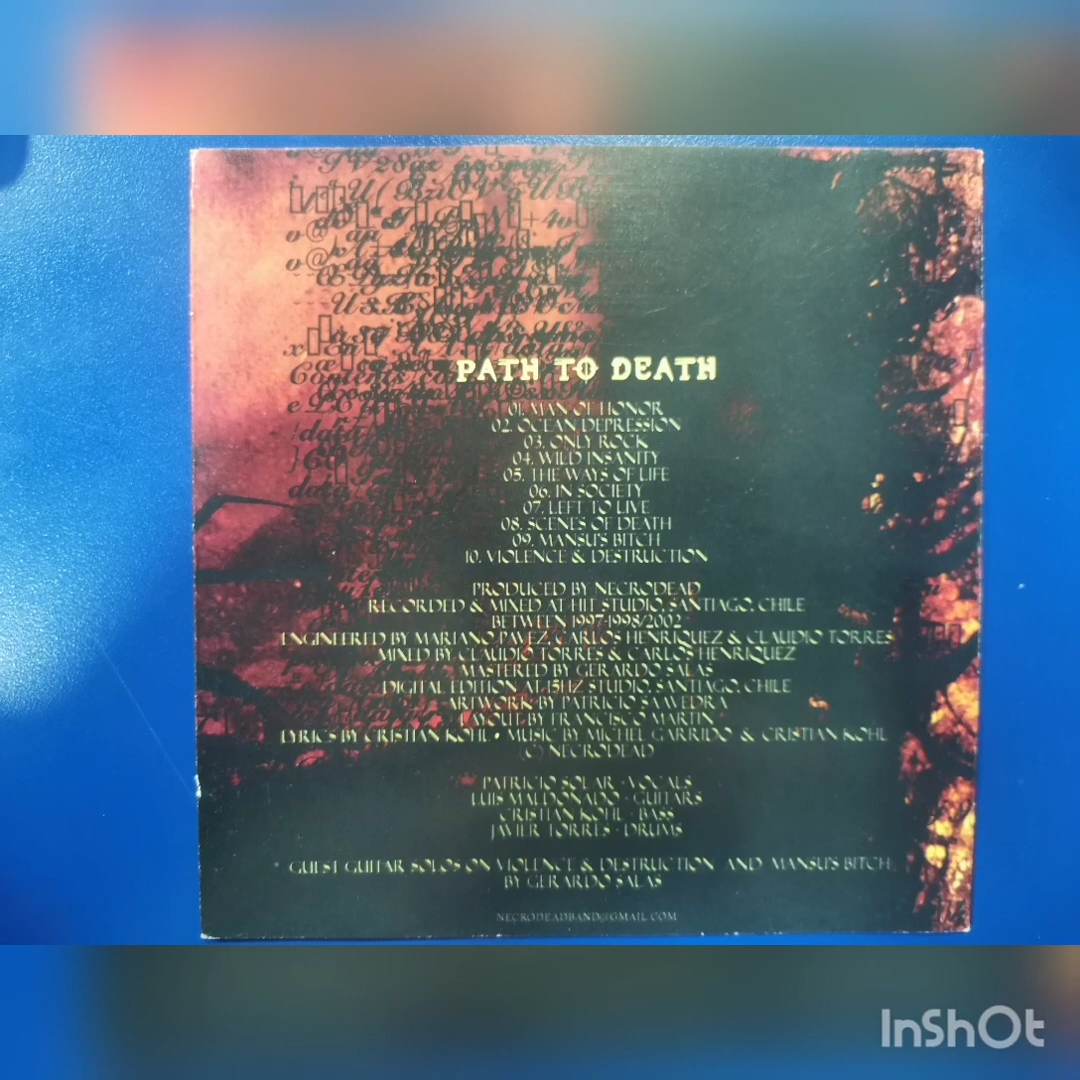 PATH TO DEATH
01. MAN OF HONOR
02. OCEAN DEPRESSION
03. ONLY ROCK
04. WILD INSANITY
05. THE WAYS OF LIFE
06. IN SOCIETY
07. LEFT TO LIVE
08. SCENES OF DEATH
09. MANSU'S BITCH
10. VIOLENCE & DESTRUCTION
PRODUCED BY NECRODEAD
RECORDED & MIXED AT HIT STUDIO, SANTIAGO, CHILE
BETWEEN 1997-1998/2002
ENGINEERED BY MARIANO PAVEZ, CARLOS HENRIQUEZ & CLAUDIO TORRES
MIXED BY CLAUDIO TORRES & CARLOS HENRIQUEZ
MASTERED BY GERARDO SALAS
DIGITAL EDITION AT 15HZ STUDIO, SANTIAGO, CHILE
ARTWORK BY PATRICIO SAAVEDRA
LAYOUT BY FRANCISCO MARTIN
LYRICS BY CRISTIAN KOHL • MUSIC BY MICHEL GARRIDO & CRISTIAN KOHL
(C) NECRODEAD
PATRICIO SOLAR - VOCALS
LUIS MALDONADO - GUITARS
CRISTIAN KOHL - BASS
JAVIER TORRES - DRUMS
* GUEST GUITAR SOLOS ON VIOLENCE & DESTRUCTION AND MANSU'S BITCH,
BY GERARDO SALAS
NECRODEADBAND@GMAIL.COM
InShOt